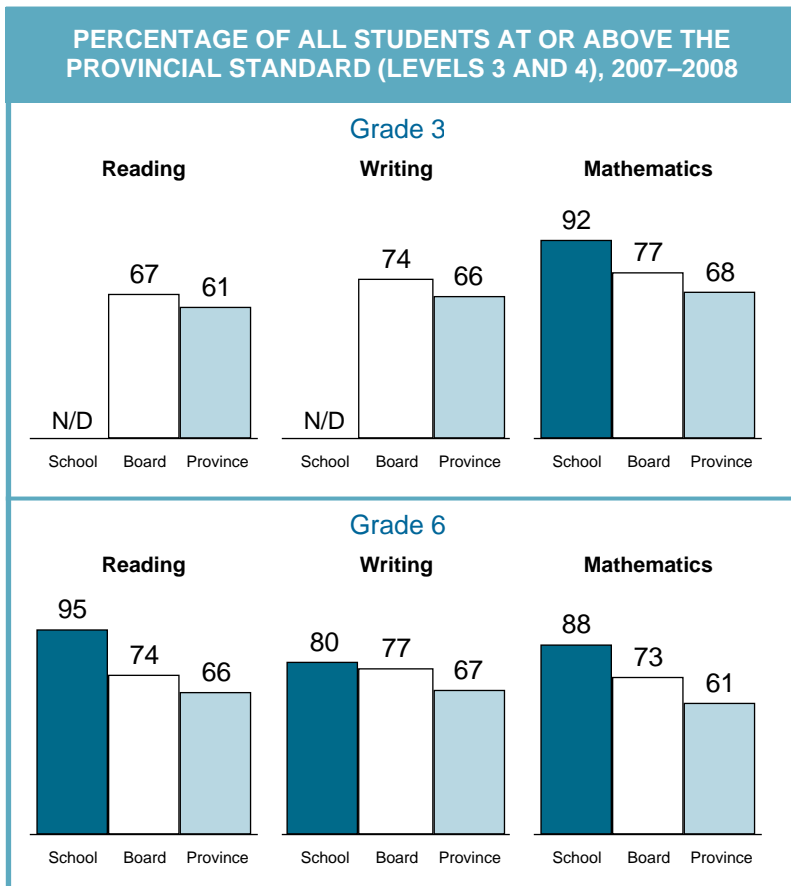 PERCENTAGE OF ALL STUDENTS AT OR ABOVE THE
PROVINCIAL STANDARD (LEVELS 3 AND 4), 2007–2008
Grade 3
Reading
N/D
67
61
School Board Province
Writing
N/D
74
66
School Board Province
Mathematics
92
77
68
School Board Province
Grade 6
Reading
95
74
66
School Board Province
Writing
80
77
67
School Board Province
Mathematics
88
73
61
School Board Province